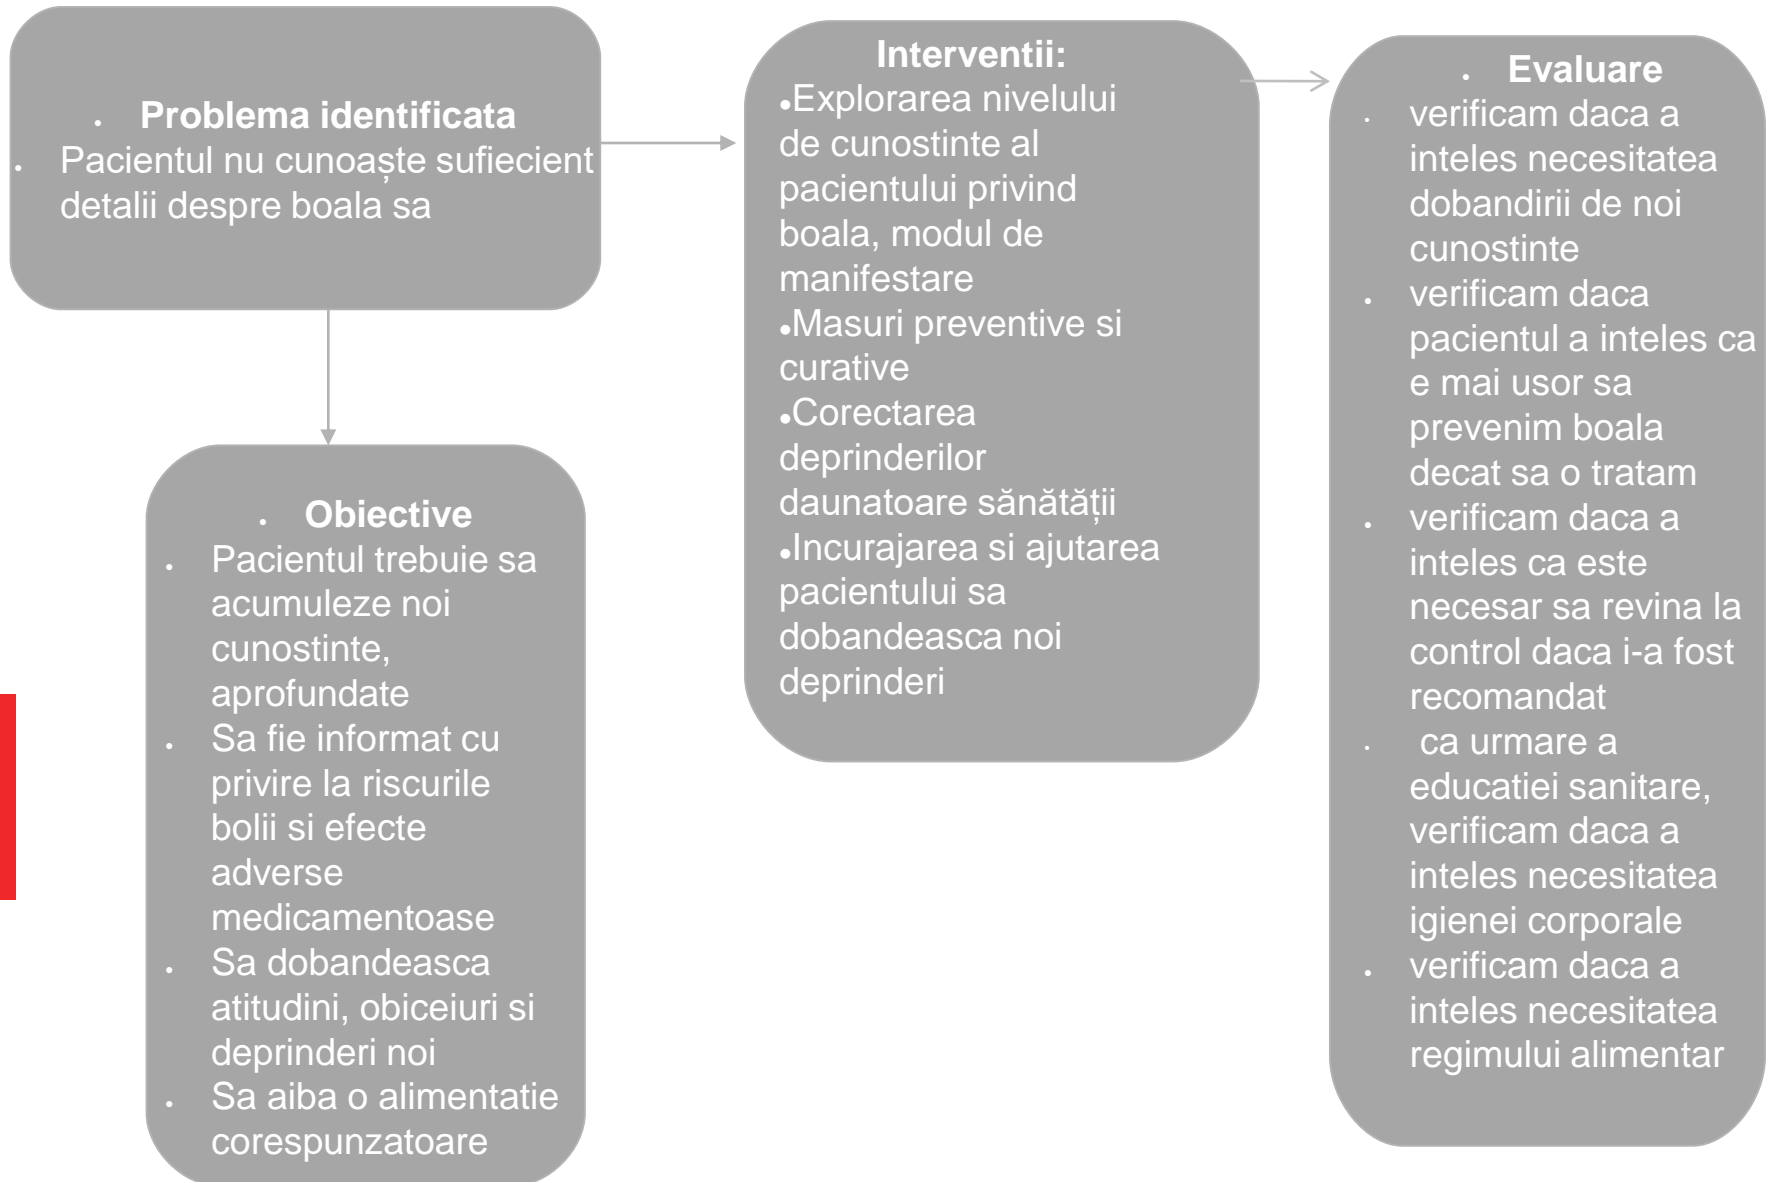 • Problema identificata
• Pacientul nu cunoaște sufiecient
detalii despre boala sa
• Obiective
• Pacientul trebuie sa
acumuleze noi
cunostinte,
aprofundate
• Sa fie informat cu
privire la riscurile
bolii si efecte
adverse
medicamentoase
• Sa dobandeasca
atitudini, obiceiuri si
deprinderi noi
• Sa aiba o alimentatie
corespunzatoare
Interventii:
•Explorarea nivelului
de cunostinte al
pacientului privind
boala, modul de
manifestare
•Masuri preventive si
curative
•Corectarea
deprinderilor
daunatoare sănătății
•Incurajarea si ajutarea
pacientului sa
dobandeasca noi
deprinderi
• Evaluare
• verificam daca a
inteles necesitatea
dobandirii de noi
cunostinte
• verificam daca
pacientul a inteles ca
e mai usor sa
prevenim boala
decat sa o tratam
• verificam daca a
inteles ca este
necesar sa revina la
control daca i-a fost
recomandat
• ca urmare a
educatiei sanitare,
verificam daca a
inteles necesitatea
igienei corporale
• verificam daca a
inteles necesitatea
regimului alimentar